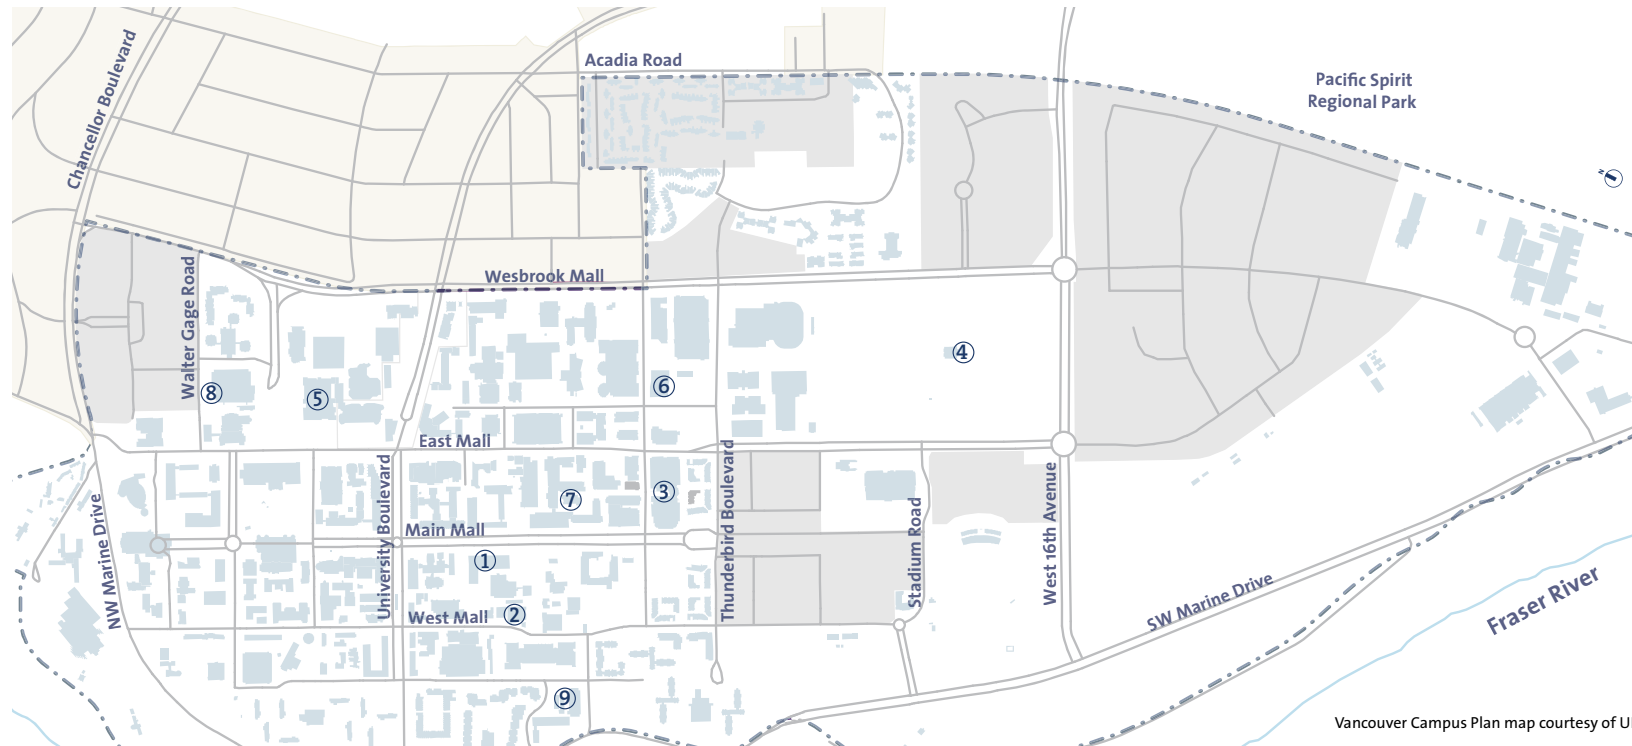 Acadia Road
Chancellor Boulevard
Pacific Spirit
Regional Park
N
Wesbrook Mall
Walter Gage Road
4
8
5
6
East Mall
University Boulevard
Thunderbird Boulevard
NW Marine Drive
7
3
Stadium Road
West 16th Avenue
Main Mall
1
West Mall
2
SW Marine Drive
Fraser River
9
Vancouver Campus Plan map courtesy of